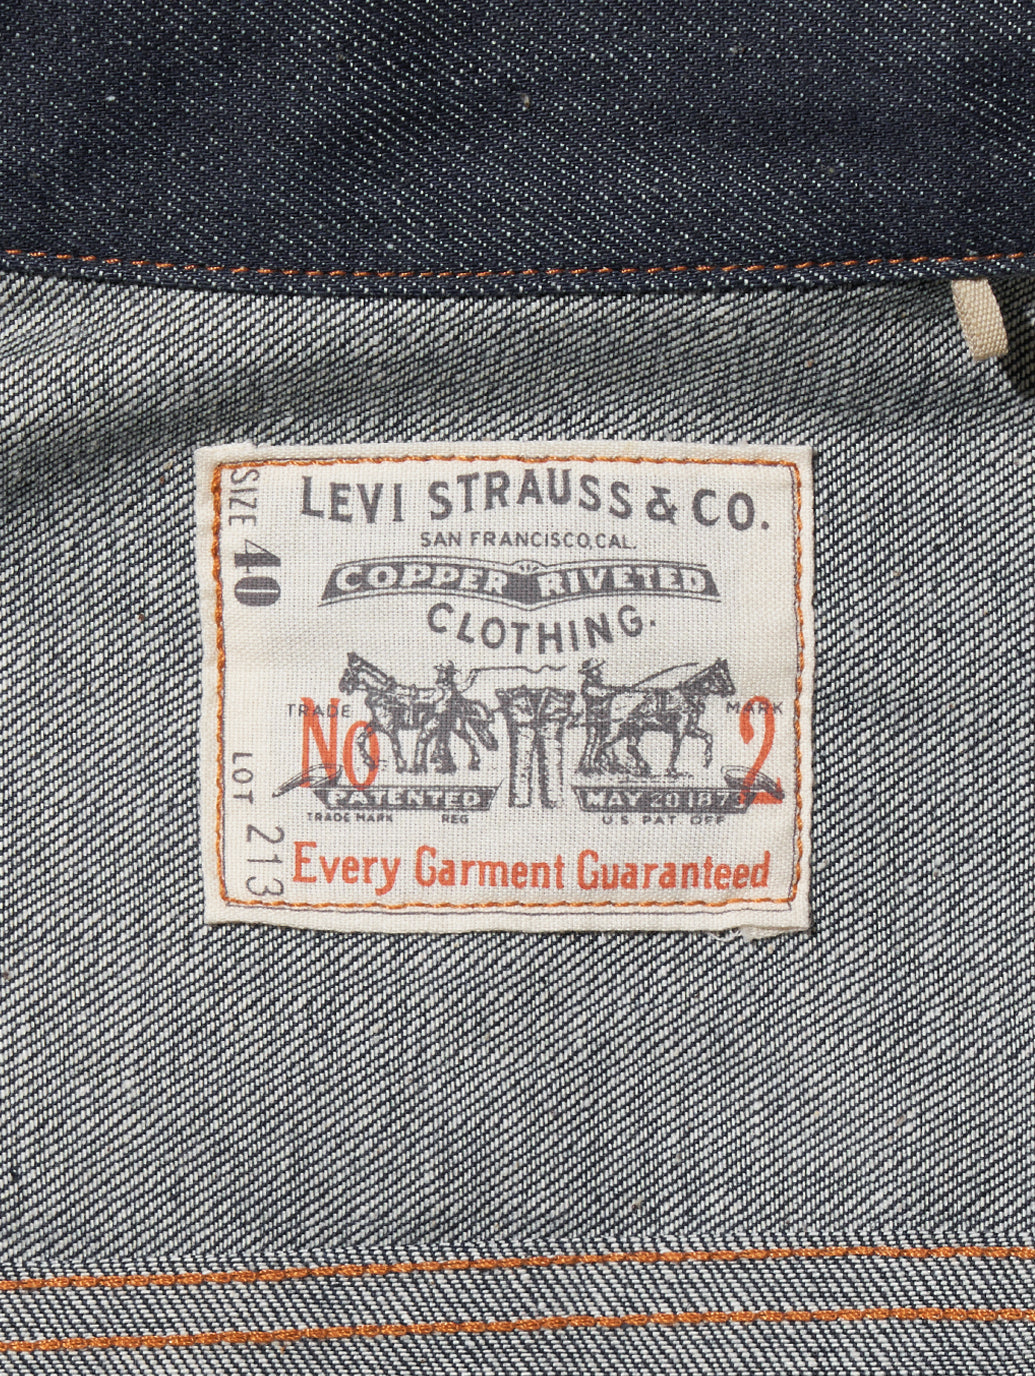 LEVI STRAUSS & CO.
SAN FRANCISCO, CAL.
COPPER RIVETED
CLOTHING.
TRADE MARK
No 2
PATENTED MAY 20 1873
TRADE MARK REG U.S. PAT OFF
Every Garment Guaranteed
SIZE 40
LOT 213